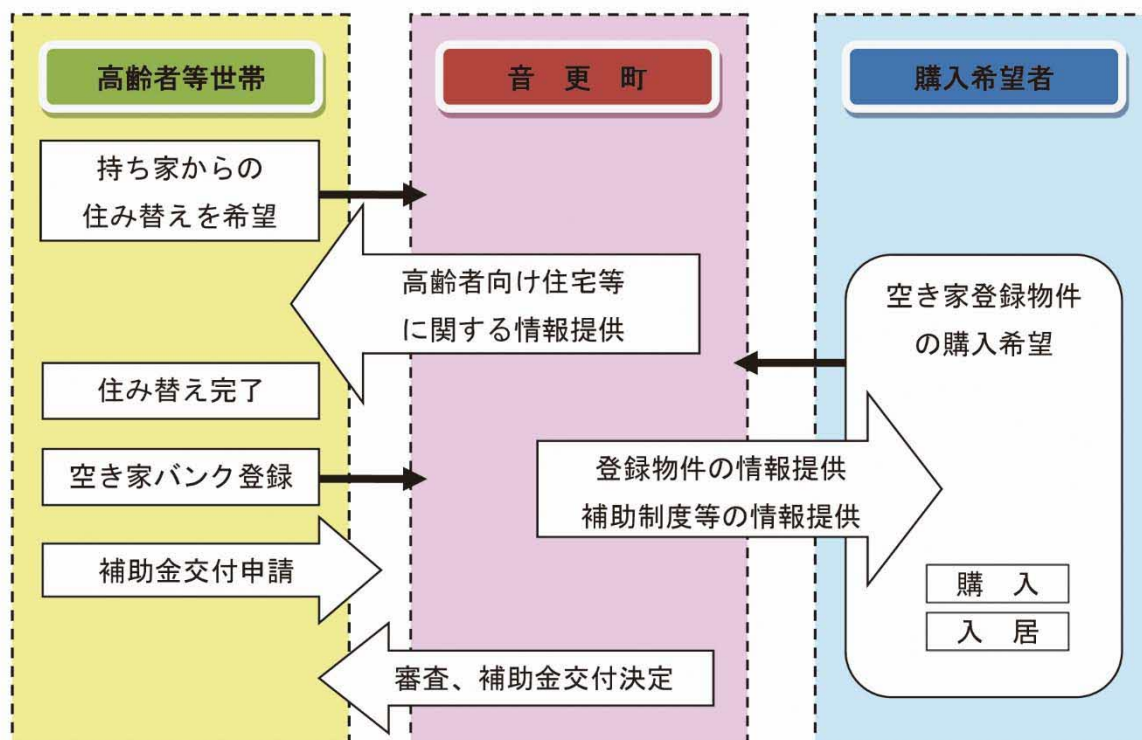 高齢者等世帯
音 更 町
購入希望者
持ち家からの
住み替えを希望
高齢者向け住宅等
に関する情報提供
住み替え完了
空き家バンク登録
補助金交付申請
審査、補助金交付決定
空き家登録物件
の購入希望
登録物件の情報提供
補助制度等の情報提供
購 入
入 居